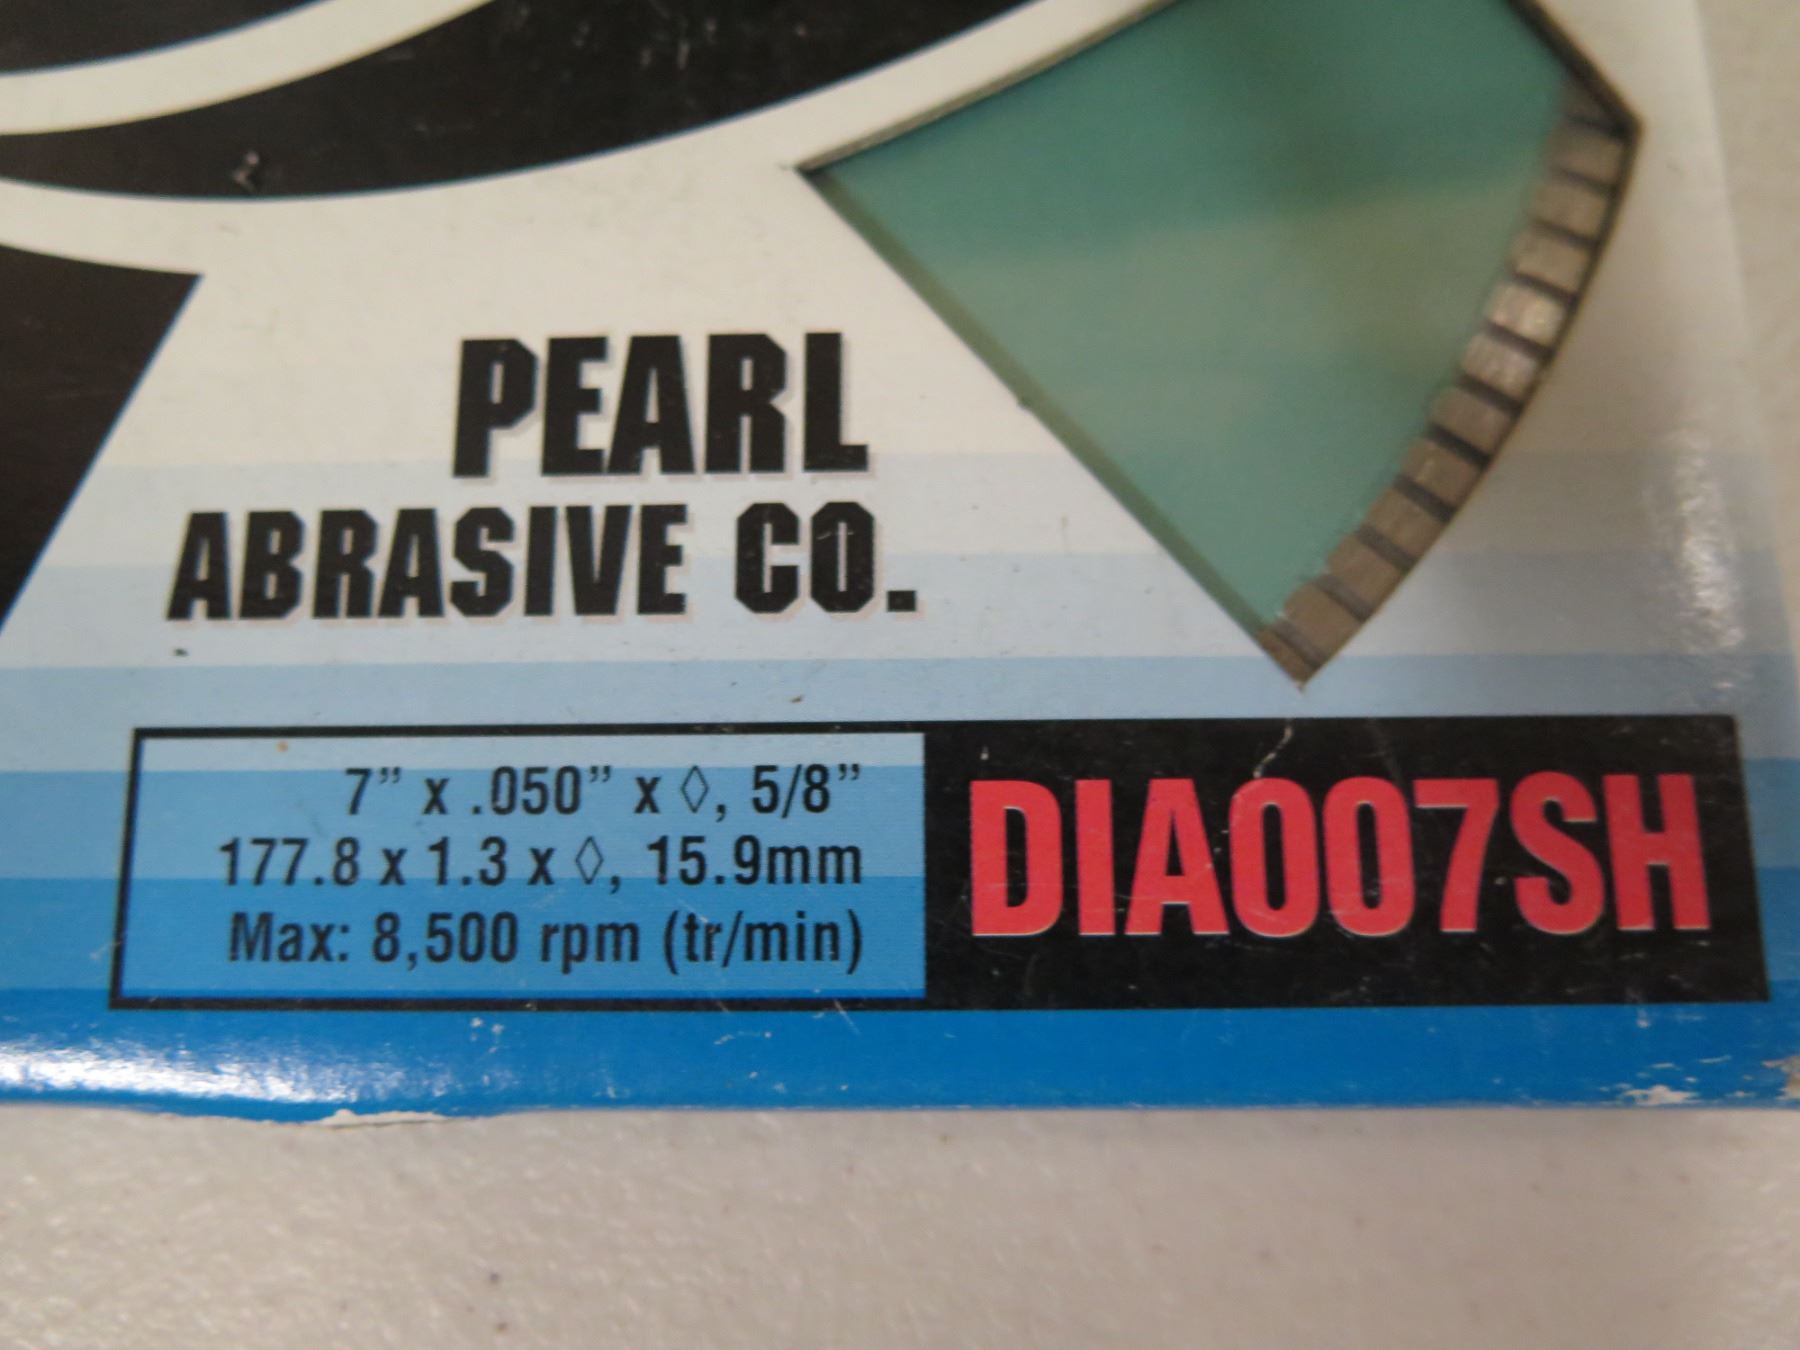 PEARL
ABRASIVE CO.
7” x .050” x ◊, 5/8”
177.8 x 1.3 x ◊, 15.9mm
Max: 8,500 rpm (tr/min)
DIA007SH